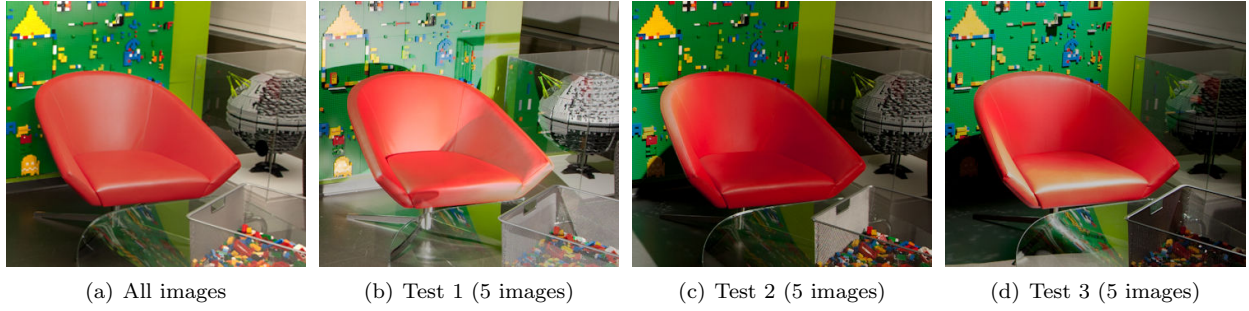 (a) All images
(b) Test 1 (5 images)
(c) Test 2 (5 images)
(d) Test 3 (5 images)